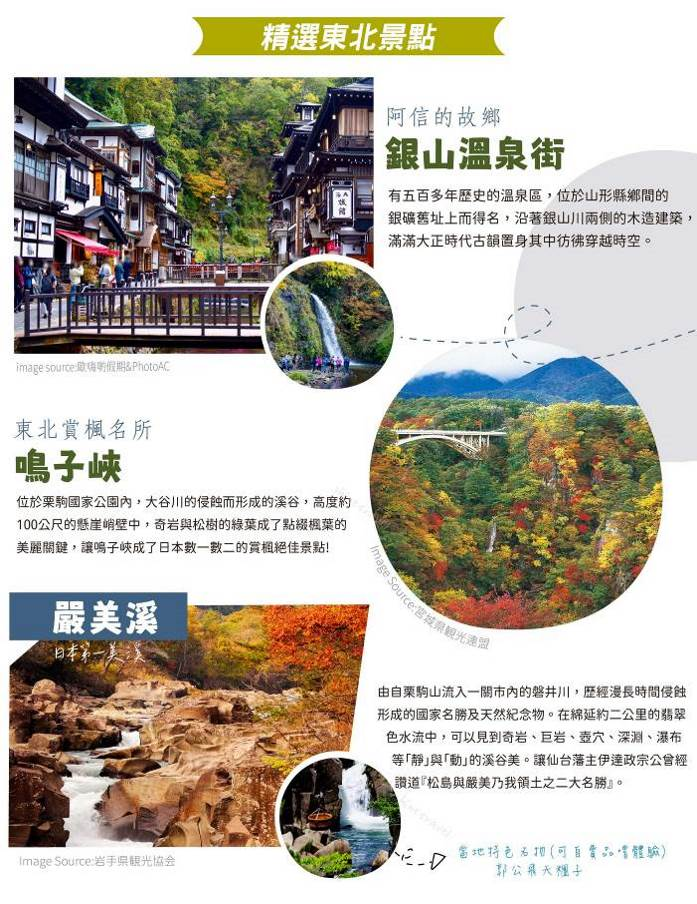 精選東北景點
阿信的故鄉
銀山溫泉街
有五百多年歷史的溫泉區，位於山形縣鄉間的
銀礦舊址上而得名，沿著銀山川兩側的木造建築，
滿滿大正時代古韻置身其中彷彿穿越時空。
image source:歐嗨喲假期&PhotoAC
東北賞楓名所
鳴子峽
位於栗駒國家公園內，大谷川的侵蝕而形成的溪谷，高度約
100公尺的懸崖峭壁中，奇岩與松樹的綠葉成了點綴楓葉的
美麗關鍵，讓鳴子峽成了日本數一數二的賞楓絕佳景點!
Image Source:宮城県観光連盟
嚴美溪
日本第一美溪
由自栗駒山流入一關市內的磐井川，歷經漫長時間侵蝕
形成的國家名勝及天然紀念物。在綿延約二公里的翡翠
色水流中，可以見到奇岩、巨岩、壺穴、深淵、瀑布
等「靜」與「動」的溪谷美。讓仙台藩主伊達政宗公曾經
讚道『松島與嚴美乃我領土之二大名勝』。
Image Source:岩手県観光協会
當地特色名物(可自費品嚐體驗)
郭公飛天糰子